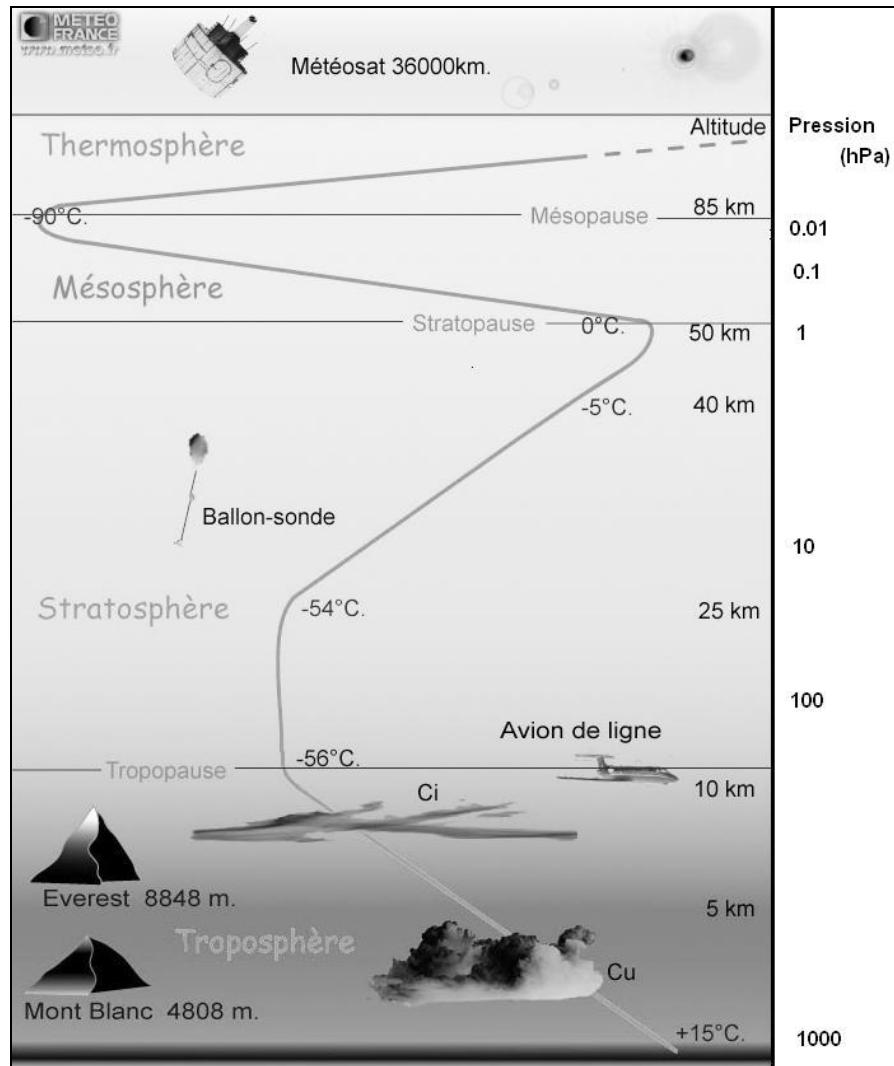 METEO
FRANCE
www.meteo.fr
Météosat 36000km.
Altitude
Pression
(hPa)
Thermosphère
-90°C.
Mésopause
85 km
0.01
0.1
Mésosphère
Stratopause
0°C.
50 km
1
-5°C.
40 km
Ballon-sonde
10
Stratosphère
-54°C.
25 km
100
Avion de ligne
-56°C.
Tropopause
10 km
Ci
Everest 8848 m.
5 km
Troposphère
Cu
Mont Blanc 4808 m.
+15°C.
1000